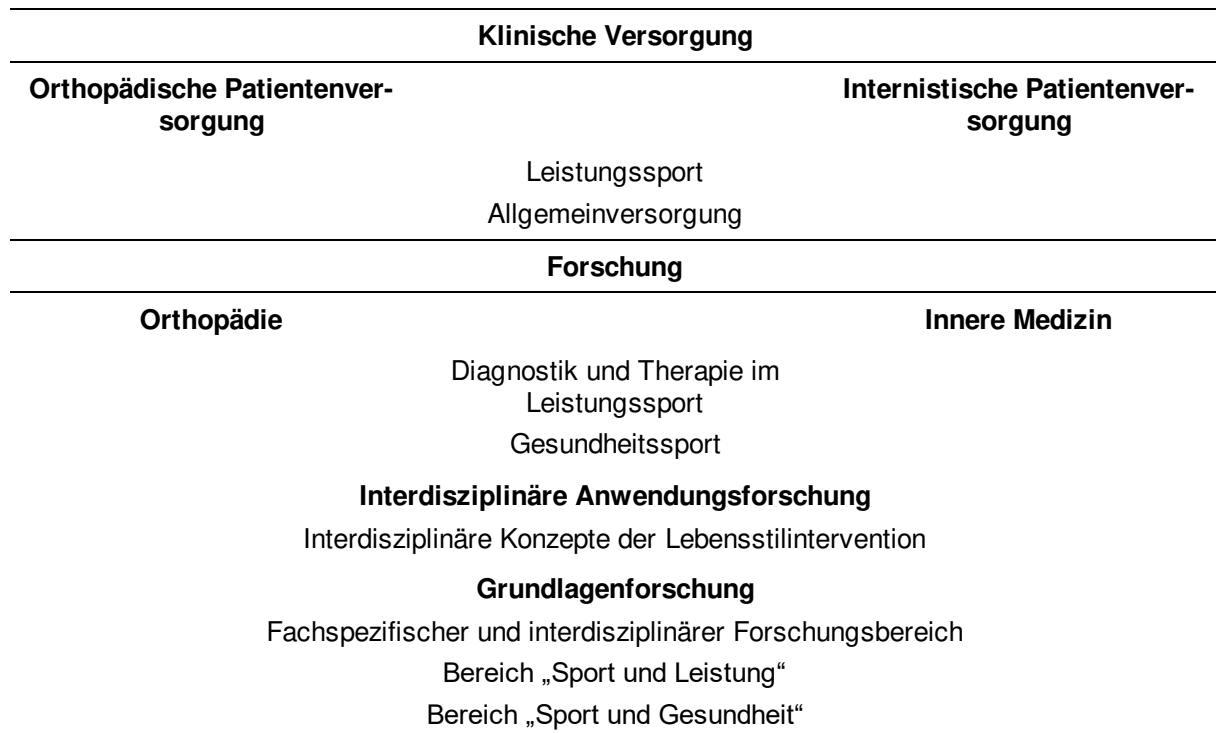 Klinische Versorgung
Orthopädische Patientenver-
sorgung
Internistische Patientenver-
sorgung
Leistungssport
Allgemeinversorgung
Forschung
Orthopädie
Innere Medizin
Diagnostik und Therapie im
Leistungssport
Gesundheitssport
Interdisziplinäre Anwendungsforschung
Interdisziplinäre Konzepte der Lebensstilintervention
Grundlagenforschung
Fachspezifischer und interdisziplinärer Forschungsbereich
Bereich „Sport und Leistung“
Bereich „Sport und Gesundheit“